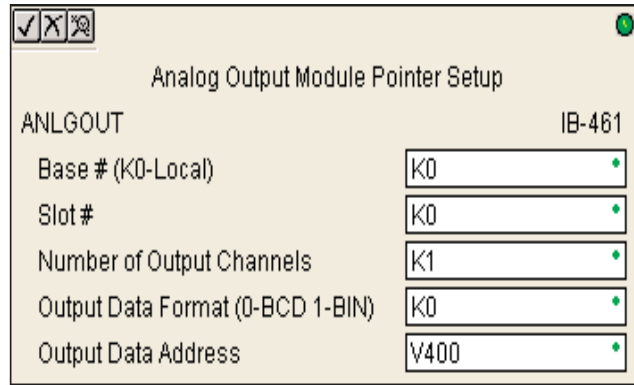 Analog Output Module Pointer Setup
ANLGOUT IB-461
Base # (K0-Local) K0
Slot # K0
Number of Output Channels K1
Output Data Format (0-BCD 1-BIN) K0
Output Data Address V400